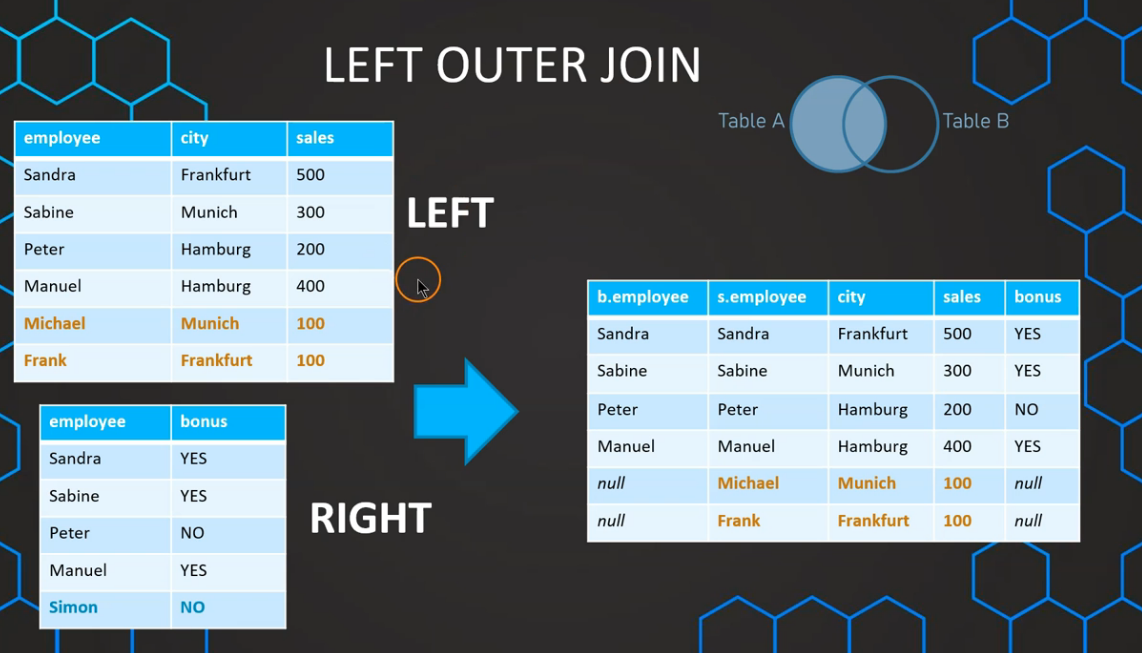 LEFT OUTER JOIN
Table A Table B
employee city sales
Sandra Frankfurt 500
Sabine Munich 300
Peter Hamburg 200
Manuel Hamburg 400
Michael Munich 100
Frank Frankfurt 100
LEFT
employee bonus
Sandra YES
Sabine YES
Peter NO
Manuel YES
Simon NO
RIGHT
b.employee s.employee city sales bonus
Sandra Sandra Frankfurt 500 YES
Sabine Sabine Munich 300 YES
Peter Peter Hamburg 200 NO
Manuel Manuel Hamburg 400 YES
null Michael Munich 100 null
null Frank Frankfurt 100 null